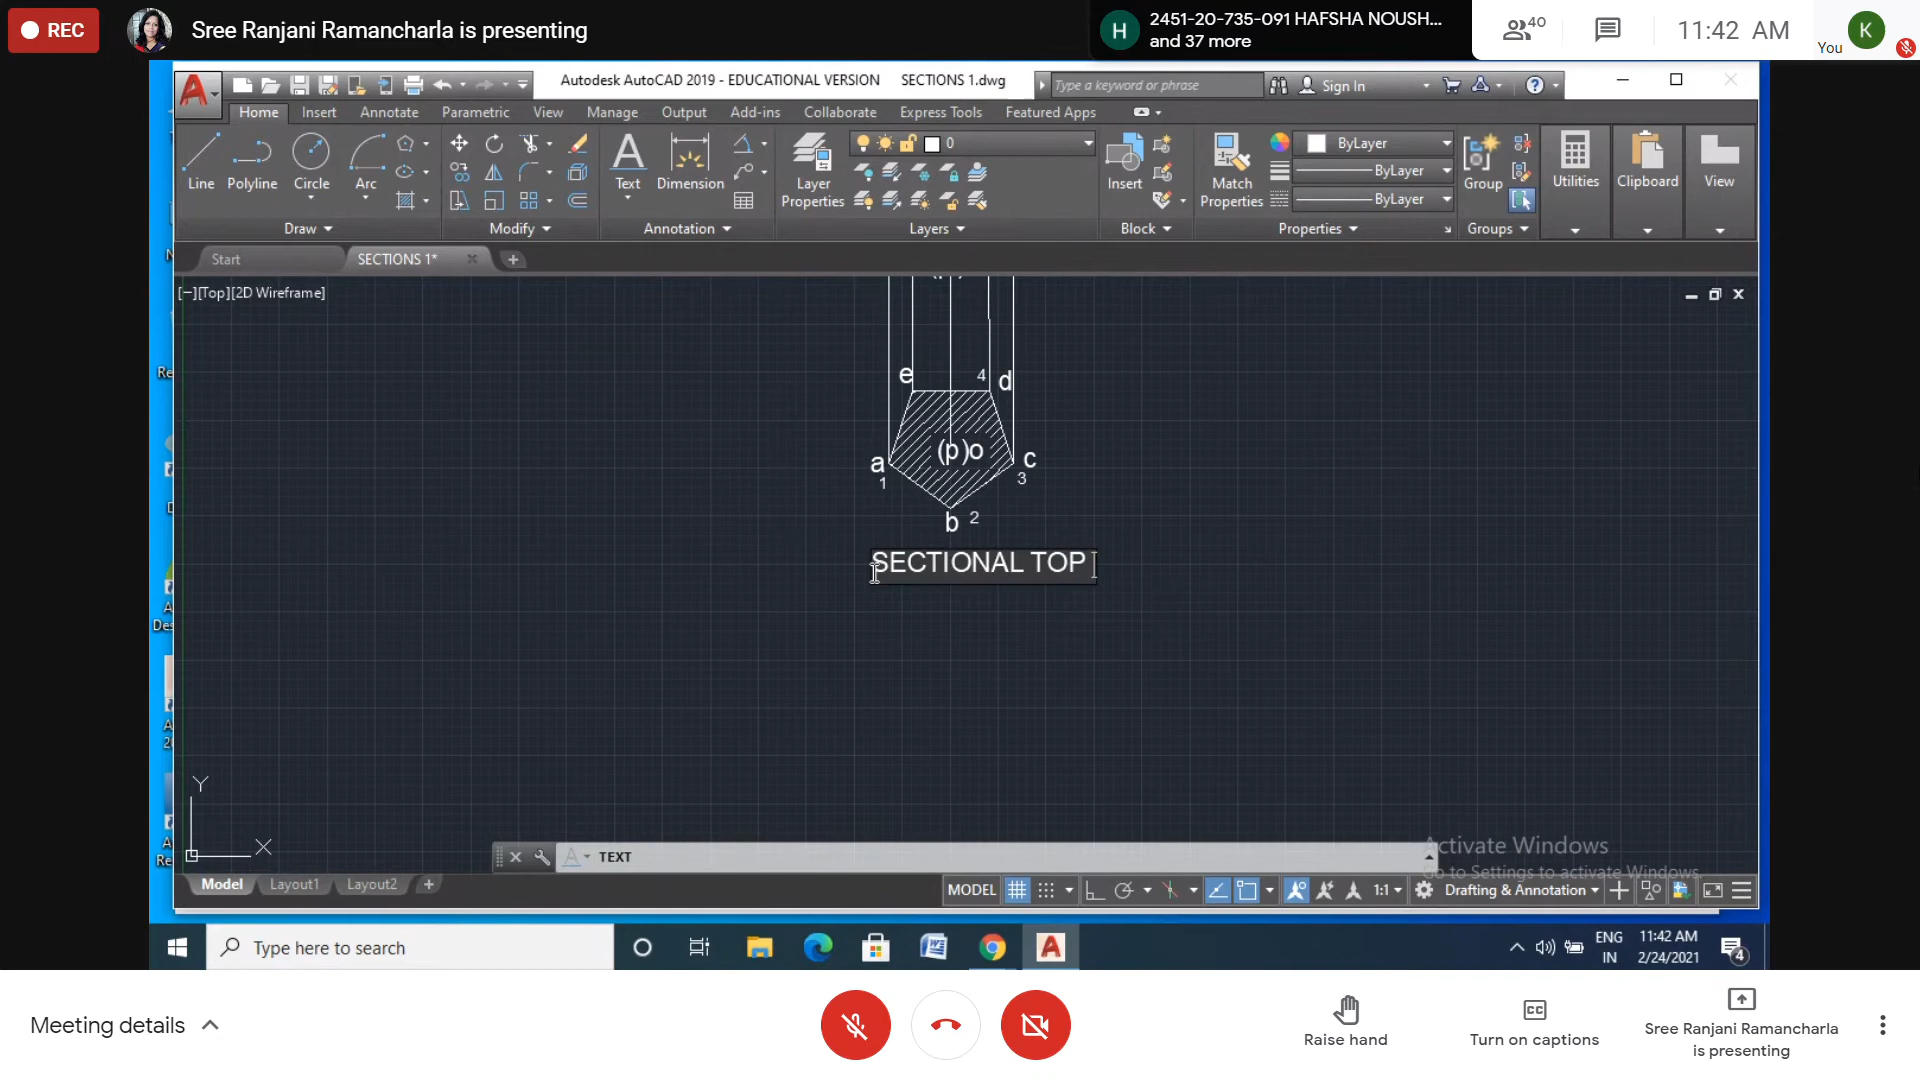 REC
Sree Ranjani Ramancharla is presenting
H
2451-20-735-091 HAFSHA NOUSH...
and 37 more
40
11:42 AM
You
K
Autodesk AutoCAD 2019 - EDUCATIONAL VERSION SECTIONS 1.dwg
Type a keyword or phrase
Sign In
Home Insert Annotate Parametric View Manage Output Add-ins Collaborate Express Tools Featured Apps
Line Polyline Circle Arc
Text Dimension
Layer Properties
0
Insert
Match Properties
ByLayer
ByLayer
ByLayer
Group
Utilities
Clipboard
View
Draw Modify Annotation Layers Block Properties Groups
Start SECTIONS 1*
[−][Top][2D Wireframe]
e 4 d
(p)o
a c
1 3
b 2
SECTIONAL TOP
Re
Des
Re
Y
X
TEXT
Activate Windows
Go to Settings to activate Windows.
Model Layout1 Layout2
MODEL
1:1
Drafting & Annotation
Type here to search
ENG
IN
11:42 AM
2/24/2021
4
Meeting details
Raise hand
Turn on captions
Sree Ranjani Ramancharla
is presenting